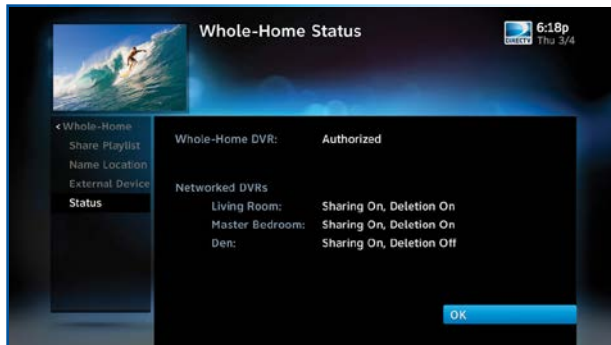 Whole-Home Status
DIRECTV
6:18p
Thu 3/4
<Whole-Home
Share Playlist
Name Location
External Device
Status
Whole-Home DVR: Authorized
Networked DVRs
Living Room: Sharing On, Deletion On
Master Bedroom: Sharing On, Deletion On
Den: Sharing On, Deletion Off
OK